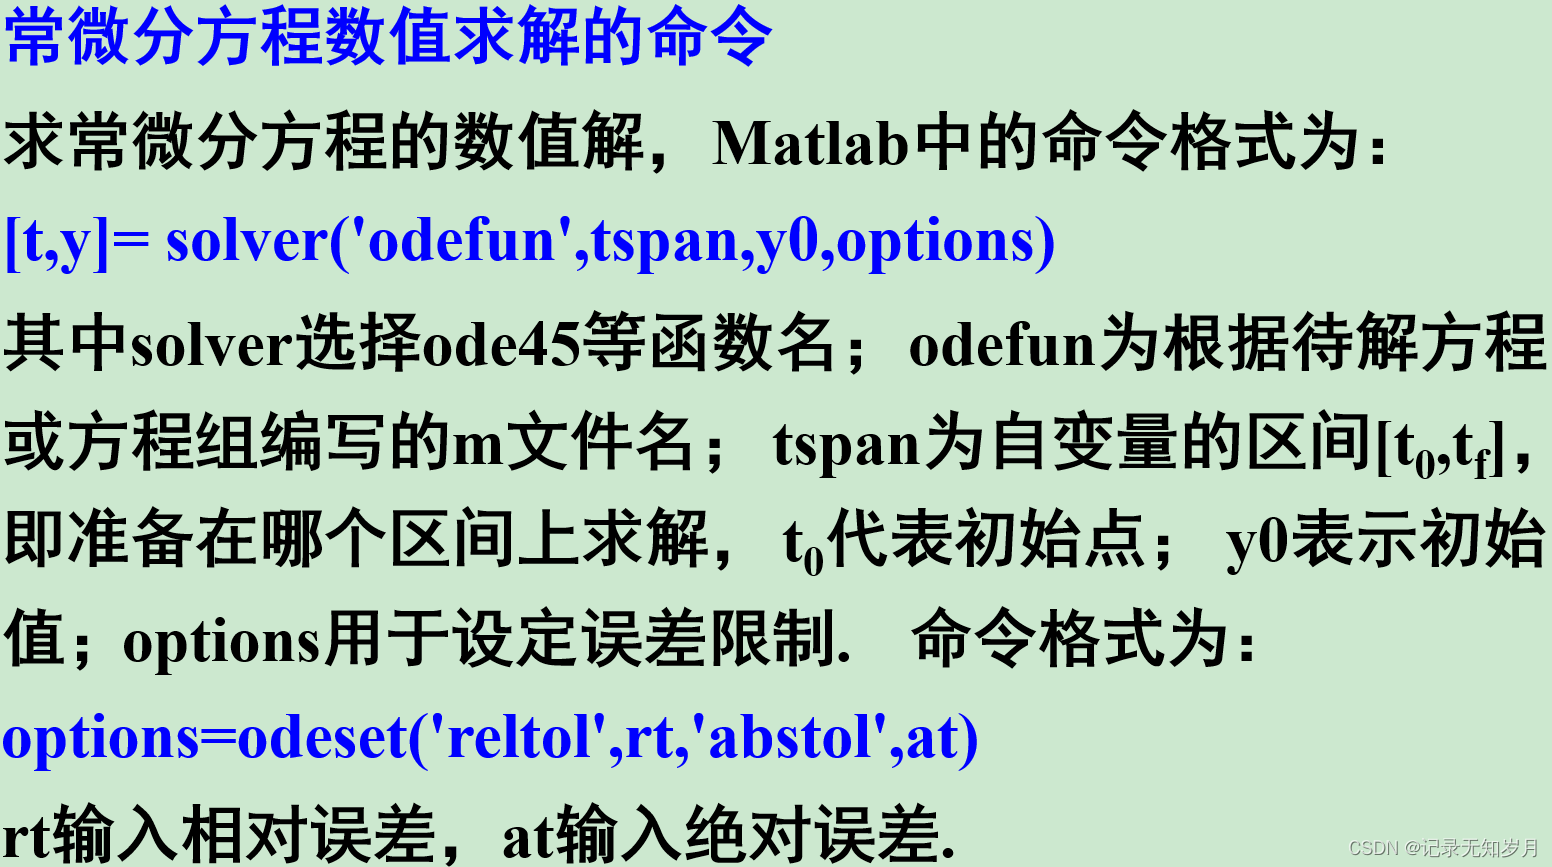 常微分方程数值求解的命令
求常微分方程的数值解，Matlab中的命令格式为：
[t,y]= solver('odefun',tspan,y0,options)
其中solver选择ode45等函数名；odefun为根据待解方程
或方程组编写的m文件名；tspan为自变量的区间[t0,tf]，
即准备在哪个区间上求解，t0代表初始点；y0表示初始
值；options用于设定误差限制. 命令格式为：
options=odeset('reltol',rt,'abstol',at)
rt输入相对误差，at输入绝对误差.
CSDN @记录无知岁月